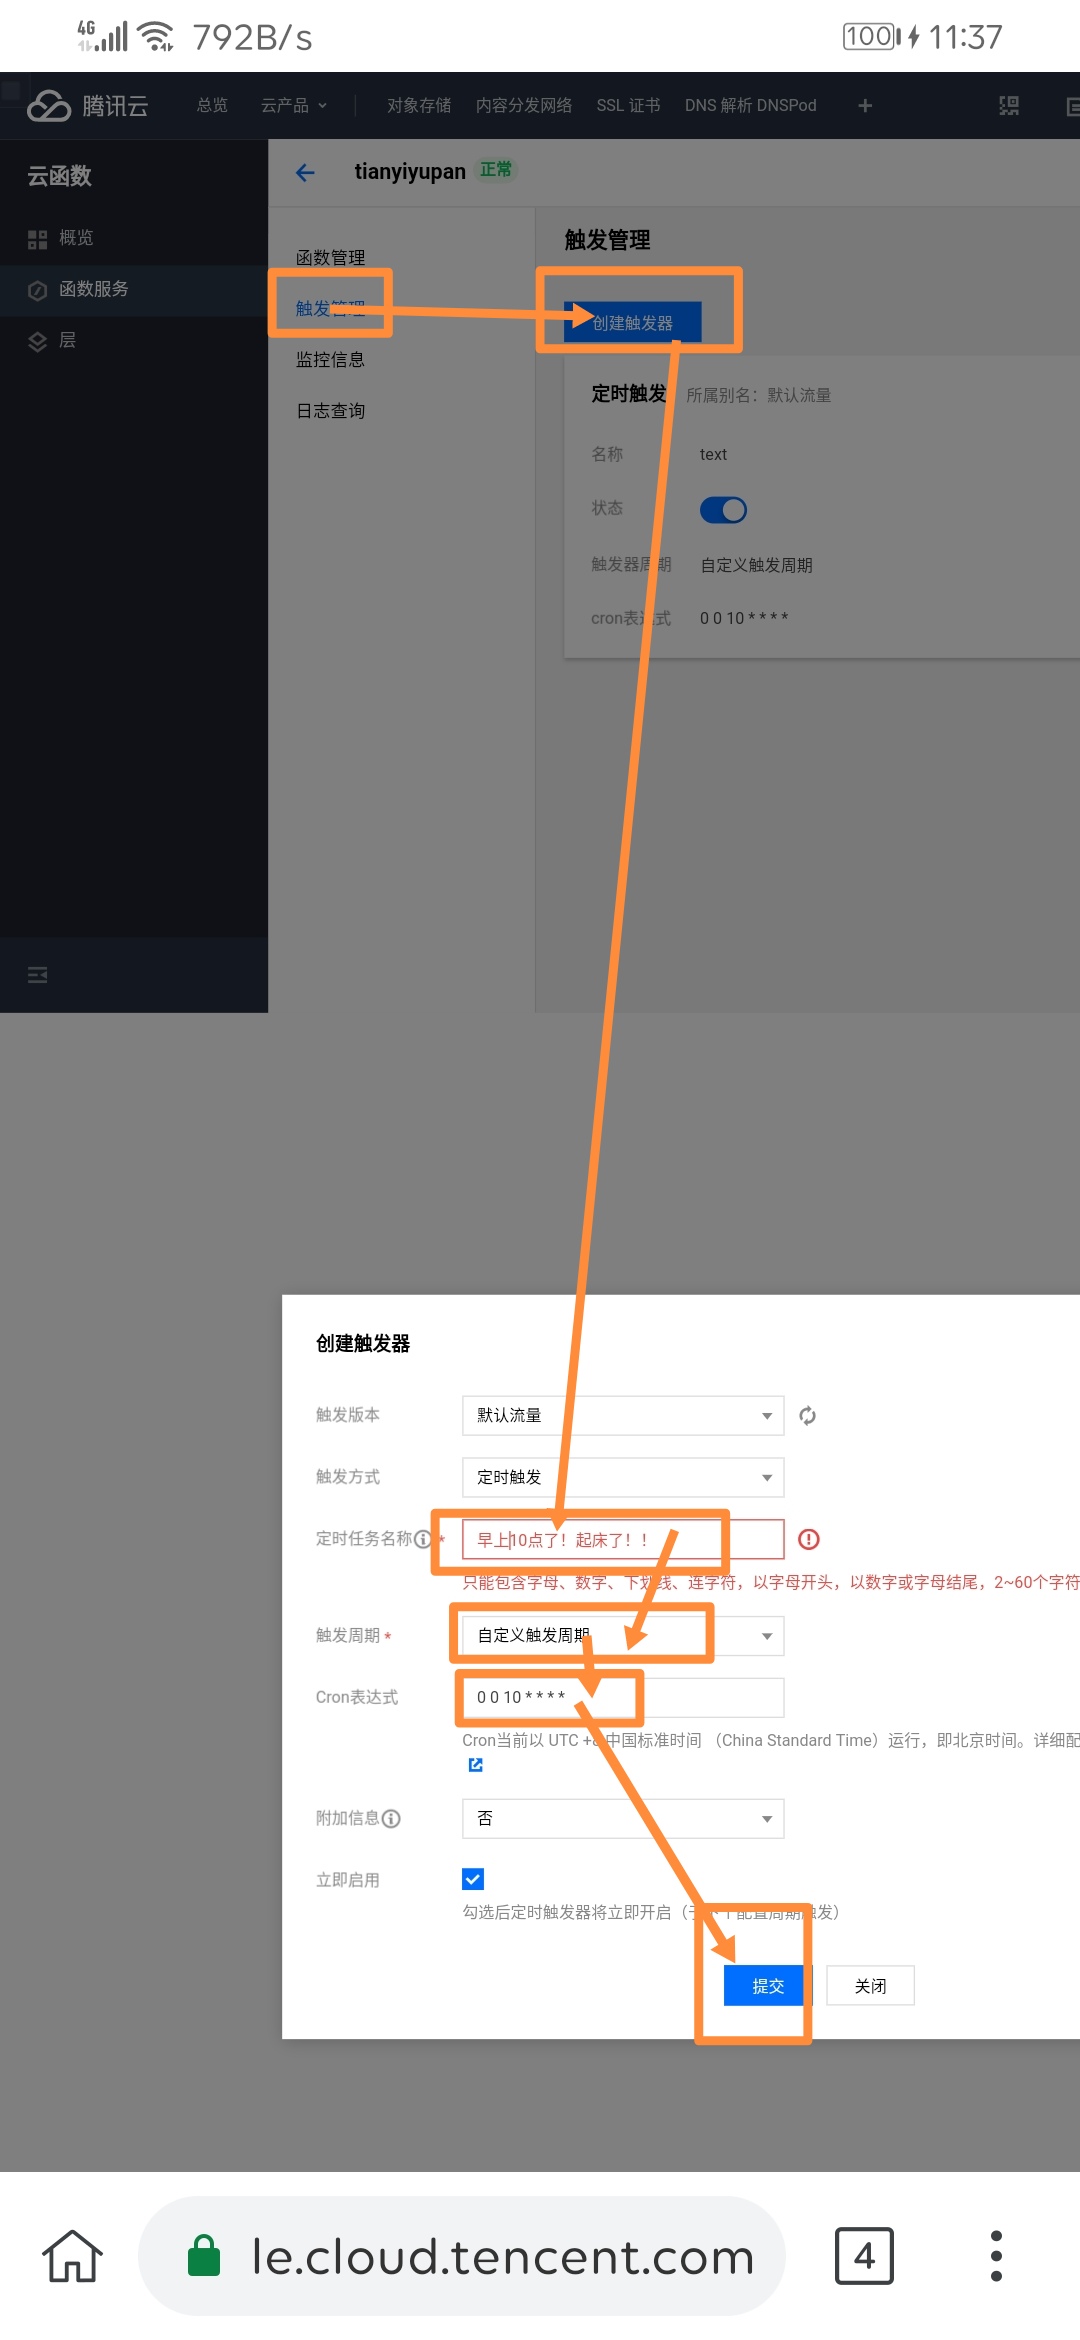 4G 792B/s 100 11:37
腾讯云 总览 云产品 对象存储 内容分发网络 SSL 证书 DNS 解析 DNSPod +
云函数
概览
函数服务
层
tianyiyupan 正常
函数管理
触发管理
监控信息
日志查询
触发管理
创建触发器
定时触发 所属别名：默认流量
名称 text
状态
触发器周期 自定义触发周期
cron表达式 0 0 10 * * * *
创建触发器
触发版本 默认流量
触发方式 定时触发
定时任务名称 * 早上10点了！起床了！！
只能包含字母、数字、下划线、连字符，以字母开头，以数字或字母结尾，2~60个字符
触发周期 * 自定义触发周期
Cron表达式 0 0 10 * * * *
Cron当前以 UTC +8 中国标准时间 （China Standard Time）运行，即北京时间。详细配
附加信息 否
立即启用
勾选后定时触发器将立即开启（于下个配置周期触发）
提交 关闭
le.cloud.tencent.com 4